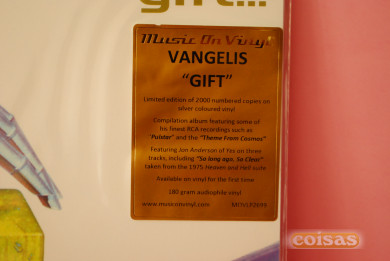 gift...
Music On Vinyl
VANGELIS
"GIFT"
Limited edition of 2000 numbered copies on
silver coloured vinyl
Compilation album featuring some of
his finest RCA recordings such as
"Pulstar" and the "Theme From Cosmos"
Featuring Jon Anderson of Yes on three
tracks, including "So long ago, So Clear"
taken from the 1975 Heaven and Hell suite
Available on vinyl for the first time
180 gram audiophile vinyl
www.musiconvinyl.com
coisas